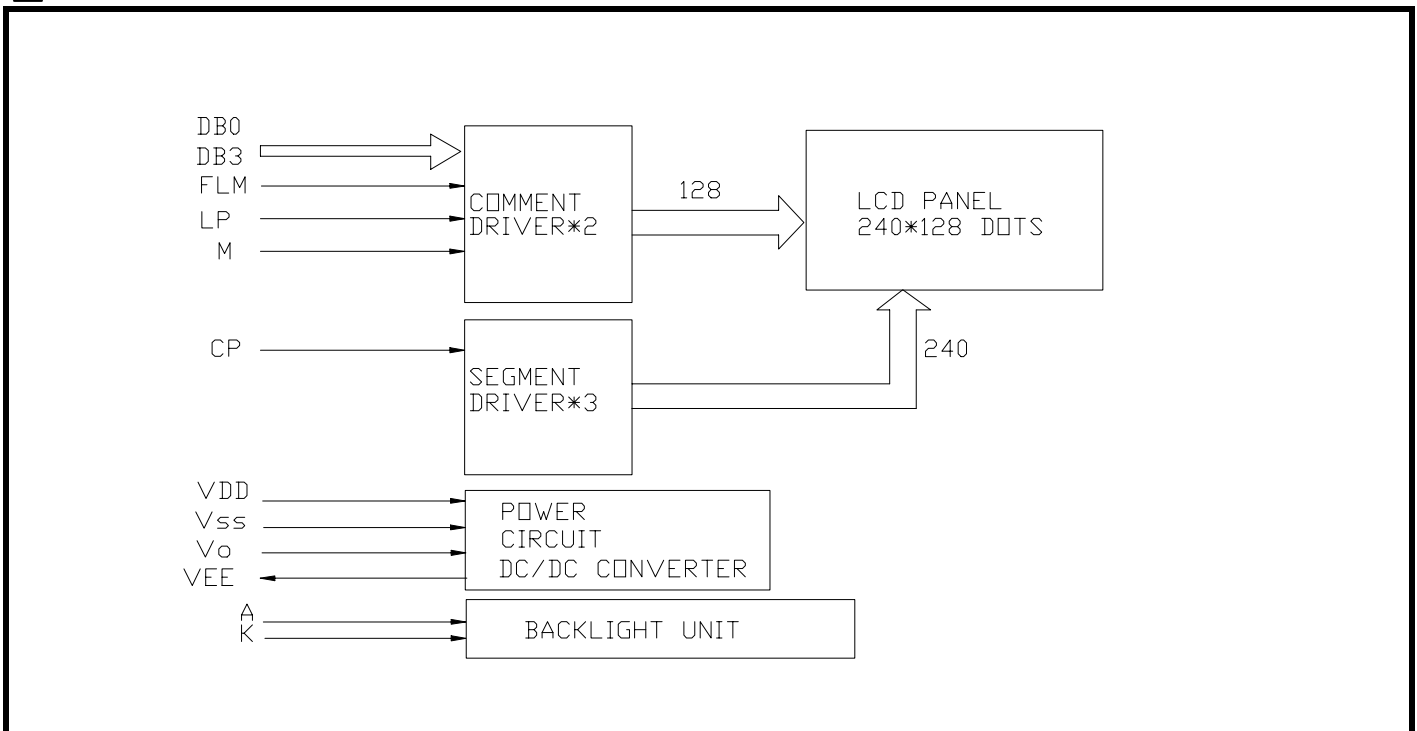 DB0
DB3
FLM
LP
M
COMMENT
DRIVER*2
128
LCD PANEL
240*128 DOTS
CP
SEGMENT
DRIVER*3
240
VDD
Vss
Vo
VEE
POWER
CIRCUIT
DC/DC CONVERTER
A
K
BACKLIGHT UNIT